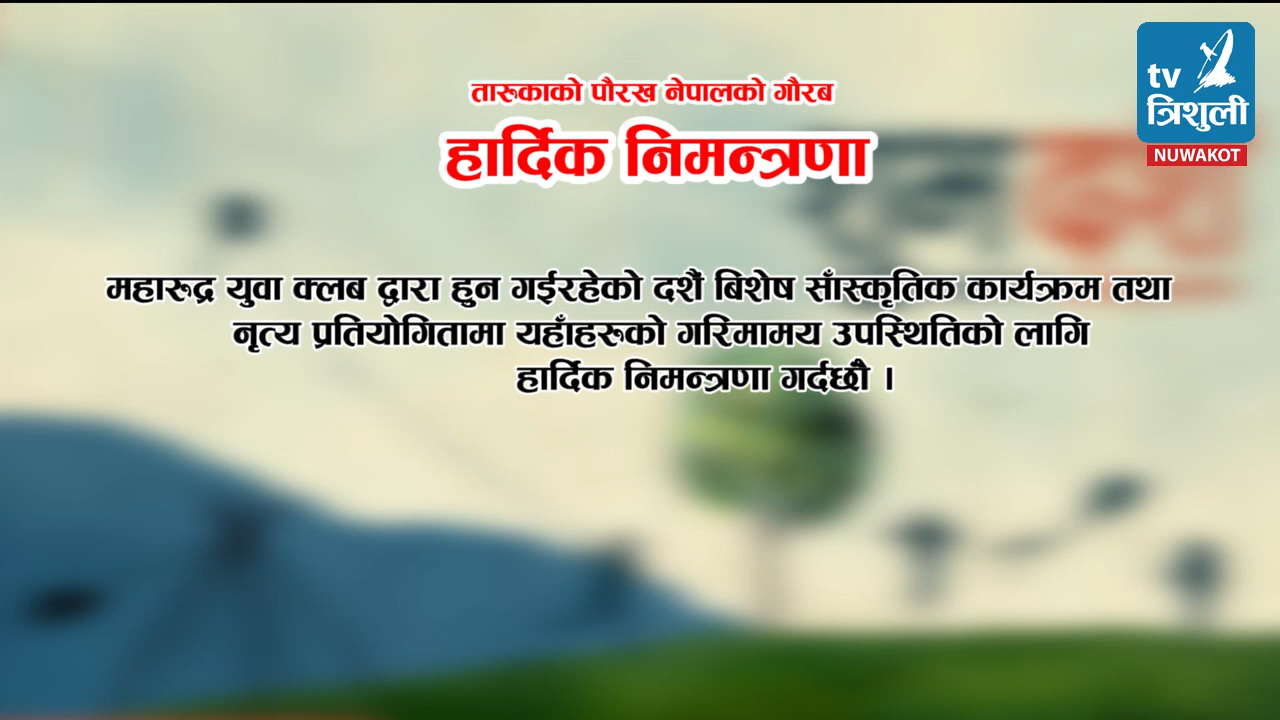 तारुकाको पौरख नेपालको गौरब
हार्दिक निमन्त्रणा
महारुद्र युवा क्लब द्वारा हुन गईरहेको दशैं बिशेष साँस्कृतिक कार्यक्रम तथा
नृत्य प्रतियोगितामा यहाँहरुको गरिमामय उपस्थितिको लागि
हार्दिक निमन्त्रणा गर्दछौं ।
tv
त्रिशुली
NUWAKOT